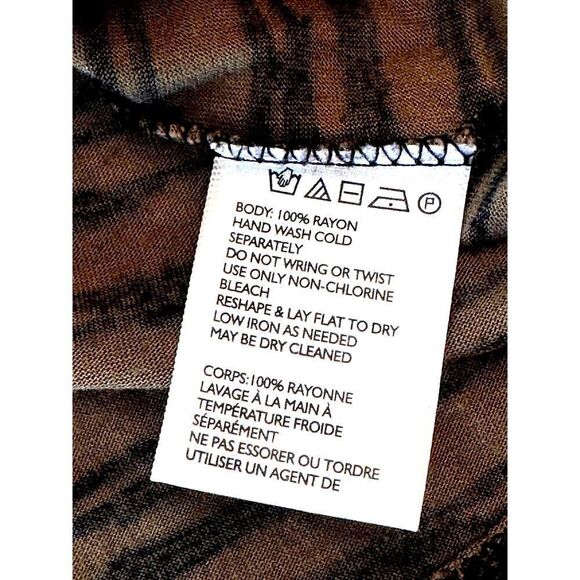 P
BODY: 100% RAYON
HAND WASH COLD
SEPARATELY
DO NOT WRING OR TWIST
USE ONLY NON-CHLORINE
BLEACH
RESHAPE & LAY FLAT TO DRY
LOW IRON AS NEEDED
MAY BE DRY CLEANED
CORPS:100% RAYONNE
LAVAGE À LA MAIN À
TEMPÉRATURE FROIDE
SÉPARÉMENT
NE PAS ESSORER OU TORDRE
UTILISER UN AGENT DE